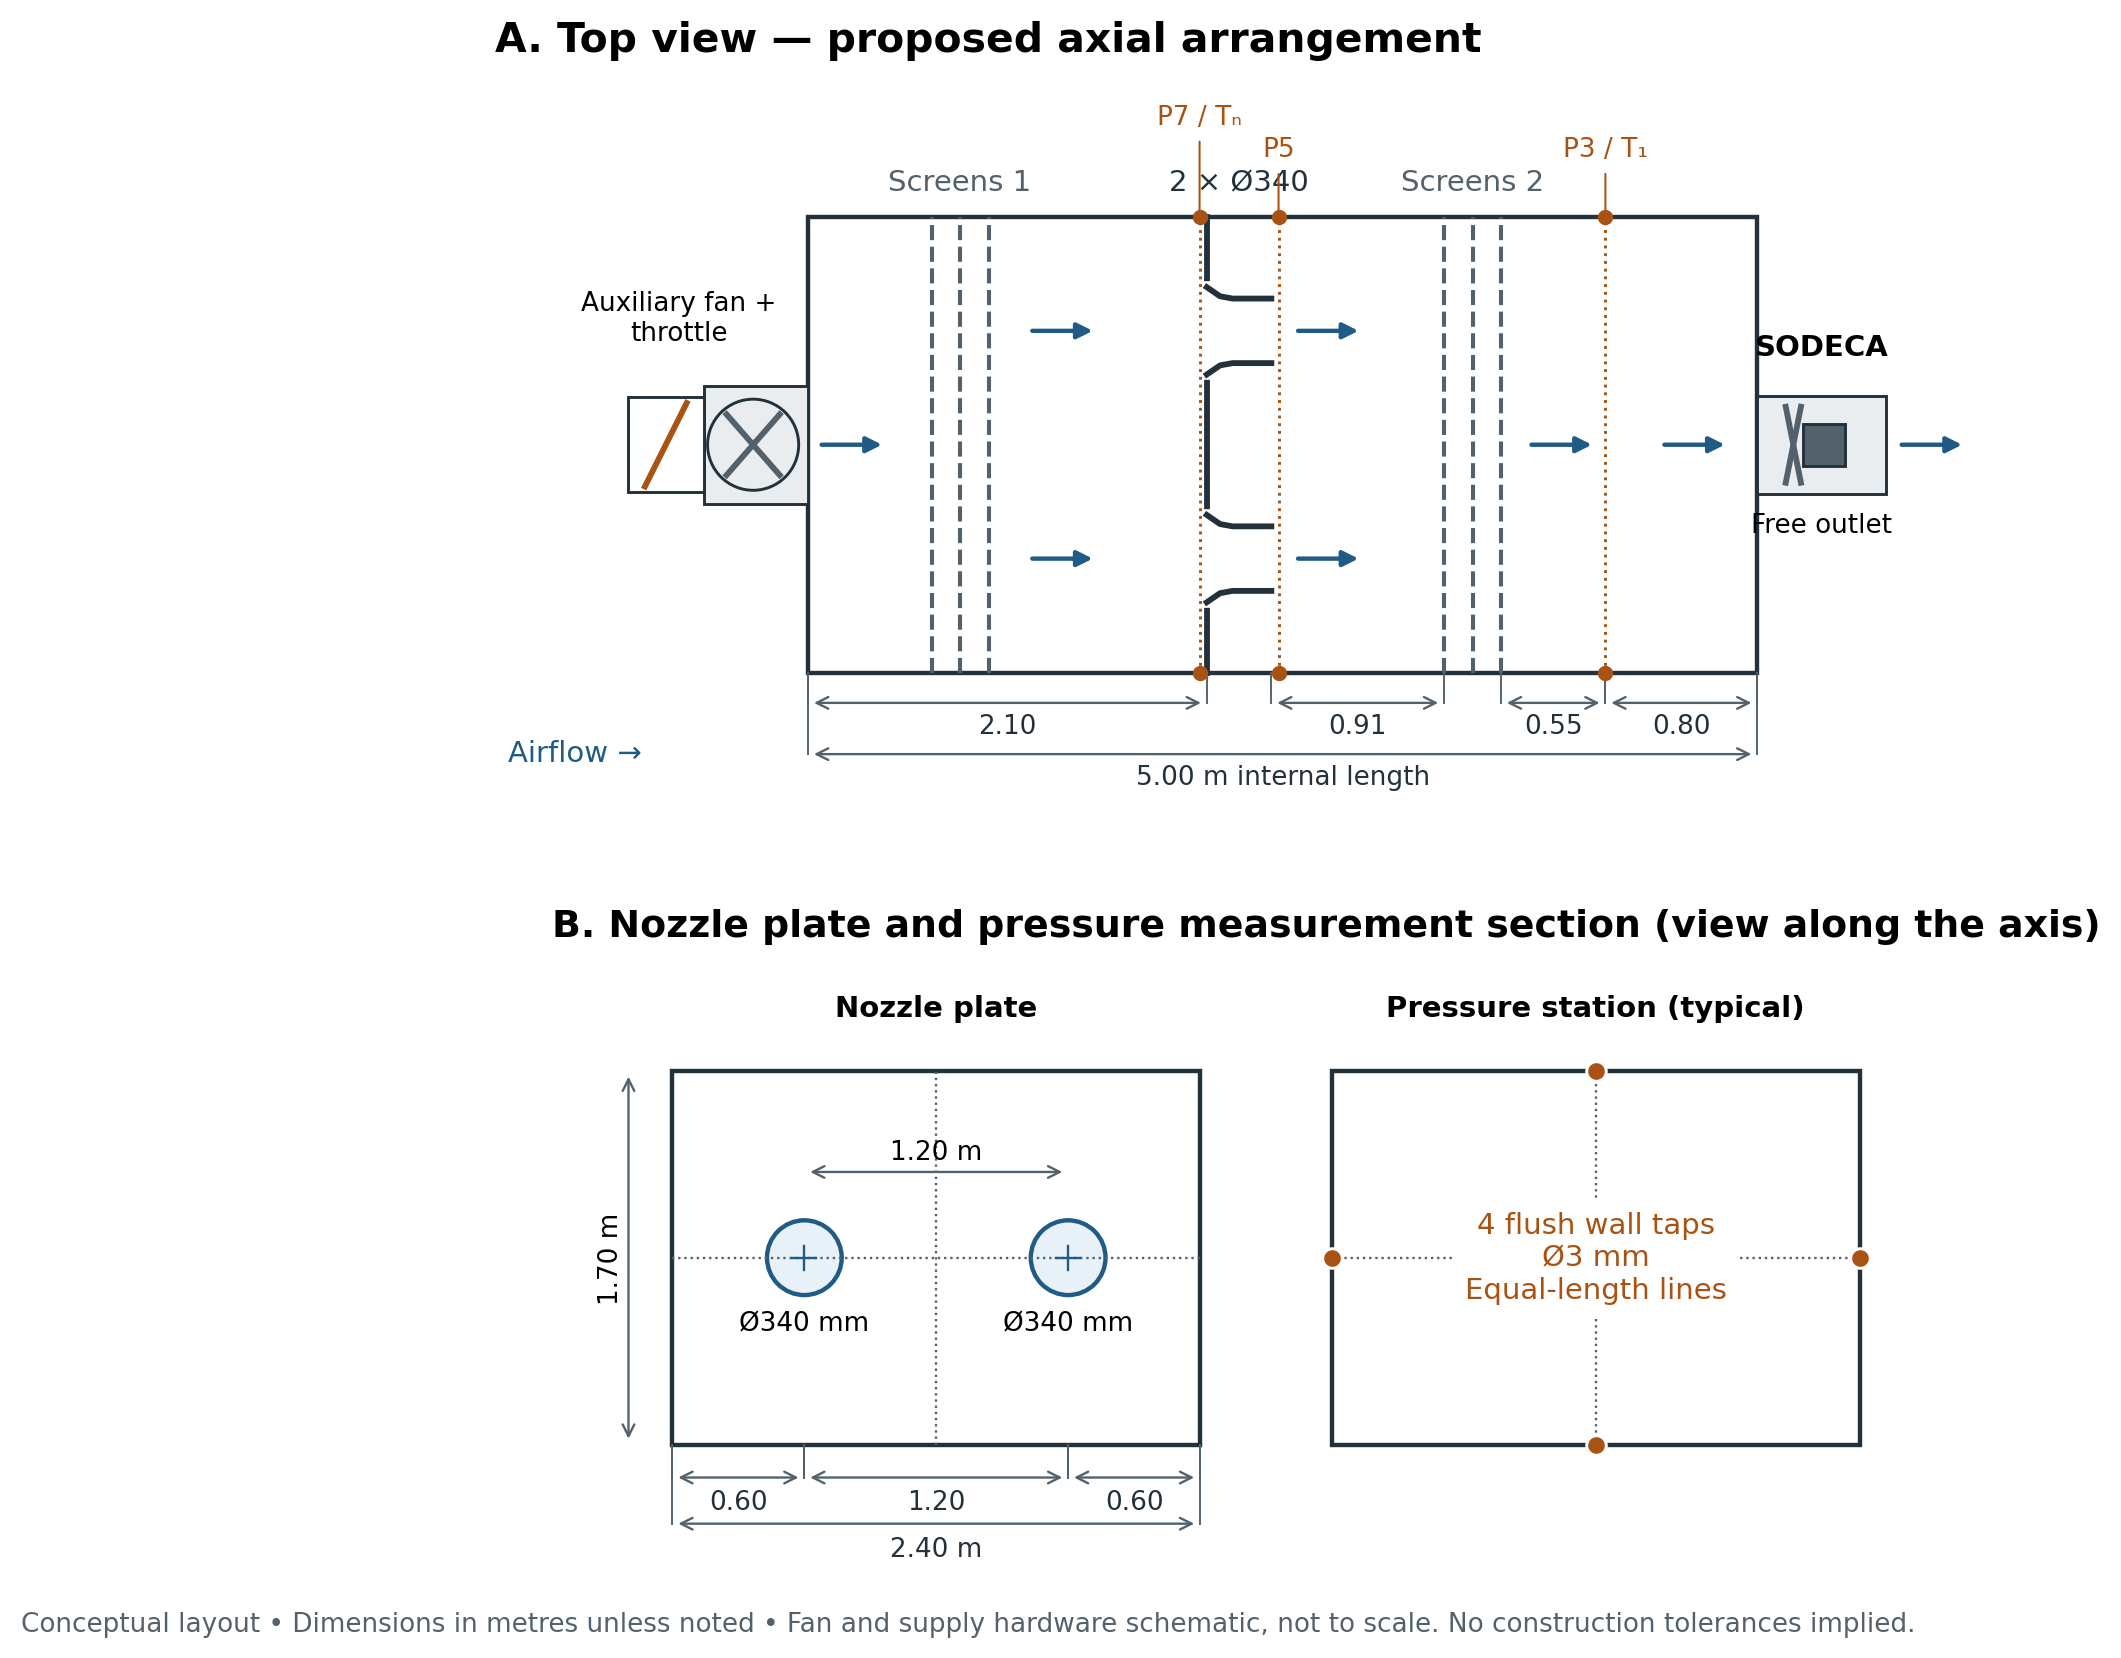 A. Top view — proposed axial arrangement
P7 / Tₙ
P5
P3 / T₁
Screens 1
2 × Ø340
Screens 2
Auxiliary fan +
throttle
SODECA
Free outlet
2.10
0.91
0.55
0.80
Airflow →
5.00 m internal length
B. Nozzle plate and pressure measurement section (view along the axis)
Nozzle plate
Pressure station (typical)
1.20 m
1.70 m
Ø340 mm
Ø340 mm
4 flush wall taps
Ø3 mm
Equal-length lines
0.60
1.20
0.60
2.40 m
Conceptual layout • Dimensions in metres unless noted • Fan and supply hardware schematic, not to scale. No construction tolerances implied.